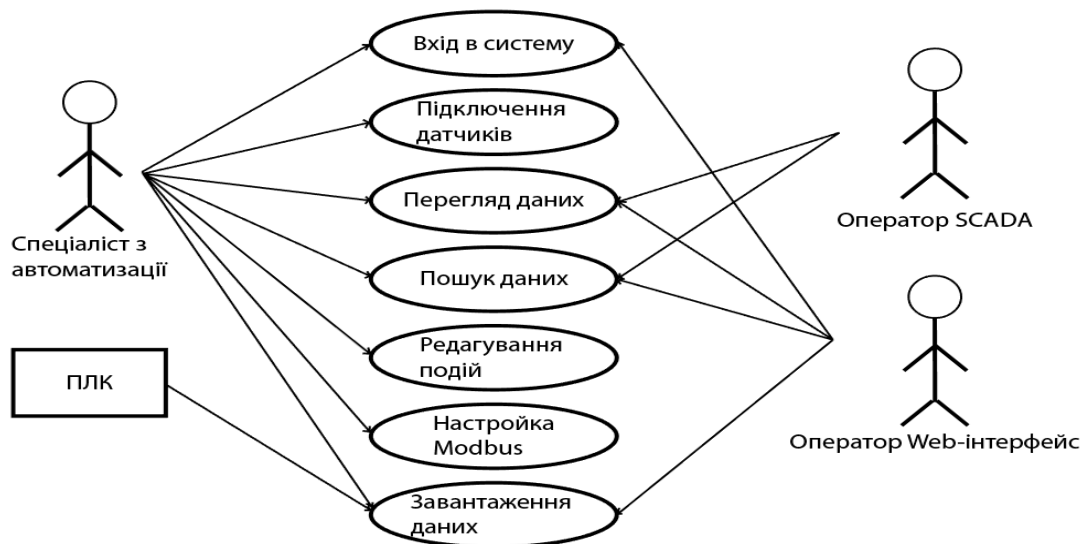 Вхід в систему
Підключення
датчиків
Перегляд даних
Пошук даних
Редагування
подій
Настройка
Modbus
Завантаження
даних
Спеціаліст з
автоматизації
ПЛК
Оператор SCADA
Оператор Web-інтерфейс